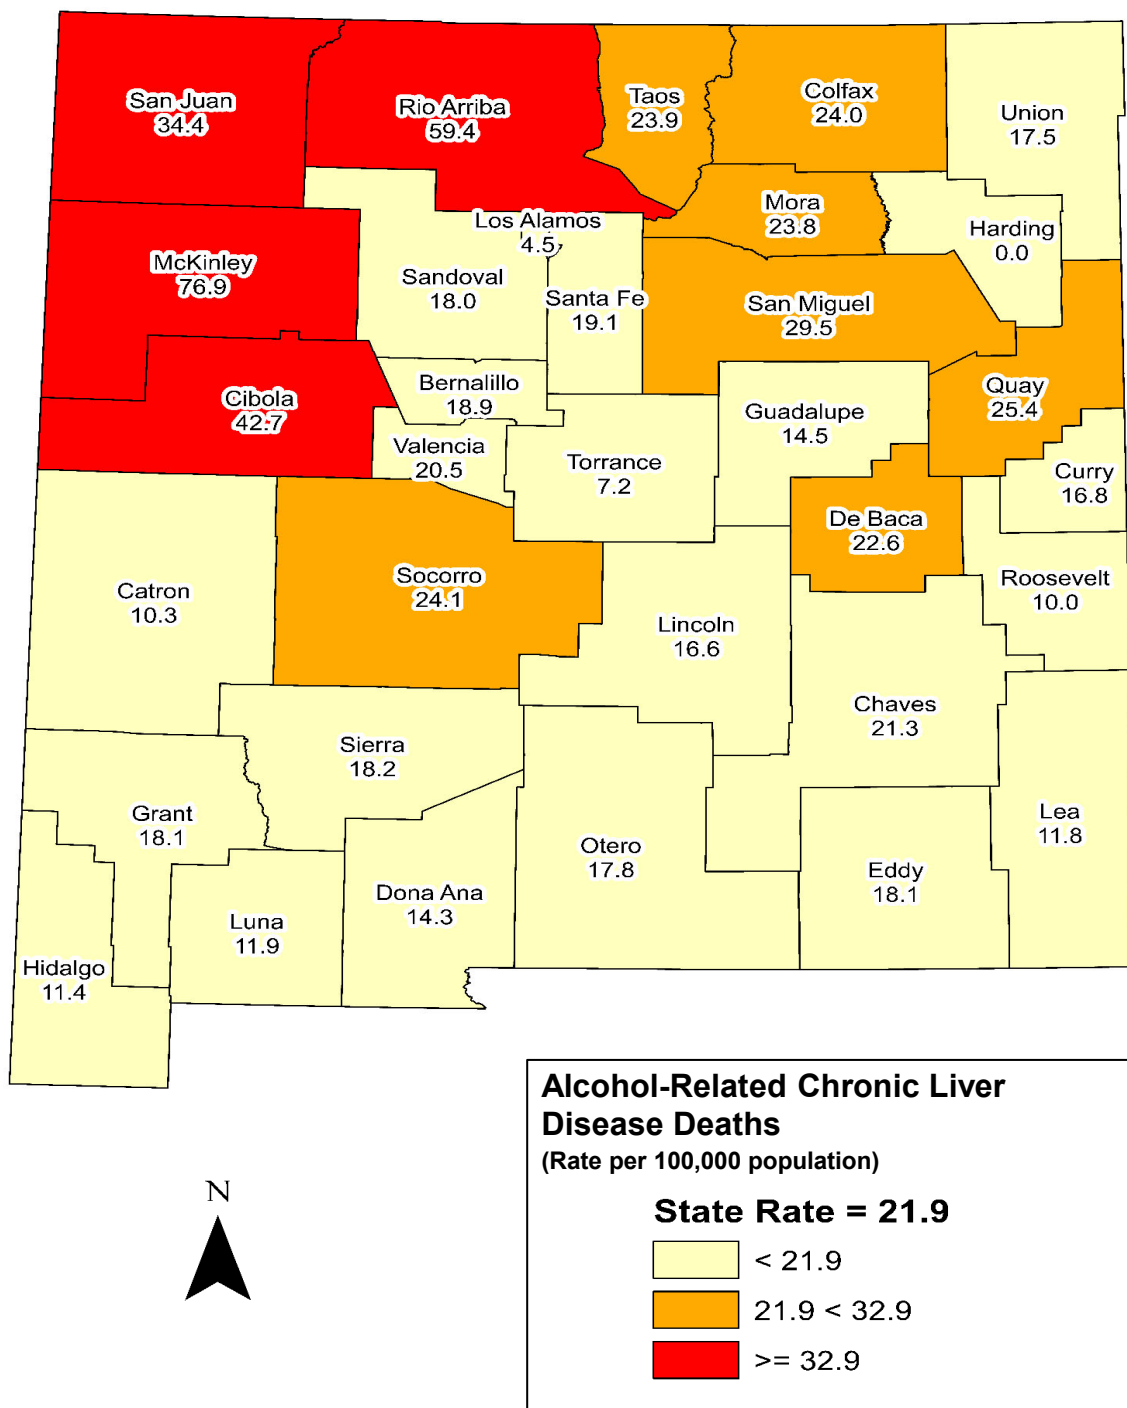 San Juan
34.4
Rio Arriba
59.4
Taos
23.9
Colfax
24.0
Union
17.5
Los Alamos
4.5
Mora
23.8
Harding
0.0
McKinley
76.9
Sandoval
18.0
Santa Fe
19.1
San Miguel
29.5
Cibola
42.7
Bernalillo
18.9
Guadalupe
14.5
Quay
25.4
Valencia
20.5
Torrance
7.2
Curry
16.8
De Baca
22.6
Catron
10.3
Socorro
24.1
Roosevelt
10.0
Lincoln
16.6
Chaves
21.3
Sierra
18.2
Grant
18.1
Otero
17.8
Lea
11.8
Eddy
18.1
Dona Ana
14.3
Luna
11.9
Hidalgo
11.4
N
Alcohol-Related Chronic Liver
Disease Deaths
(Rate per 100,000 population)
State Rate = 21.9
< 21.9
21.9 < 32.9
>= 32.9